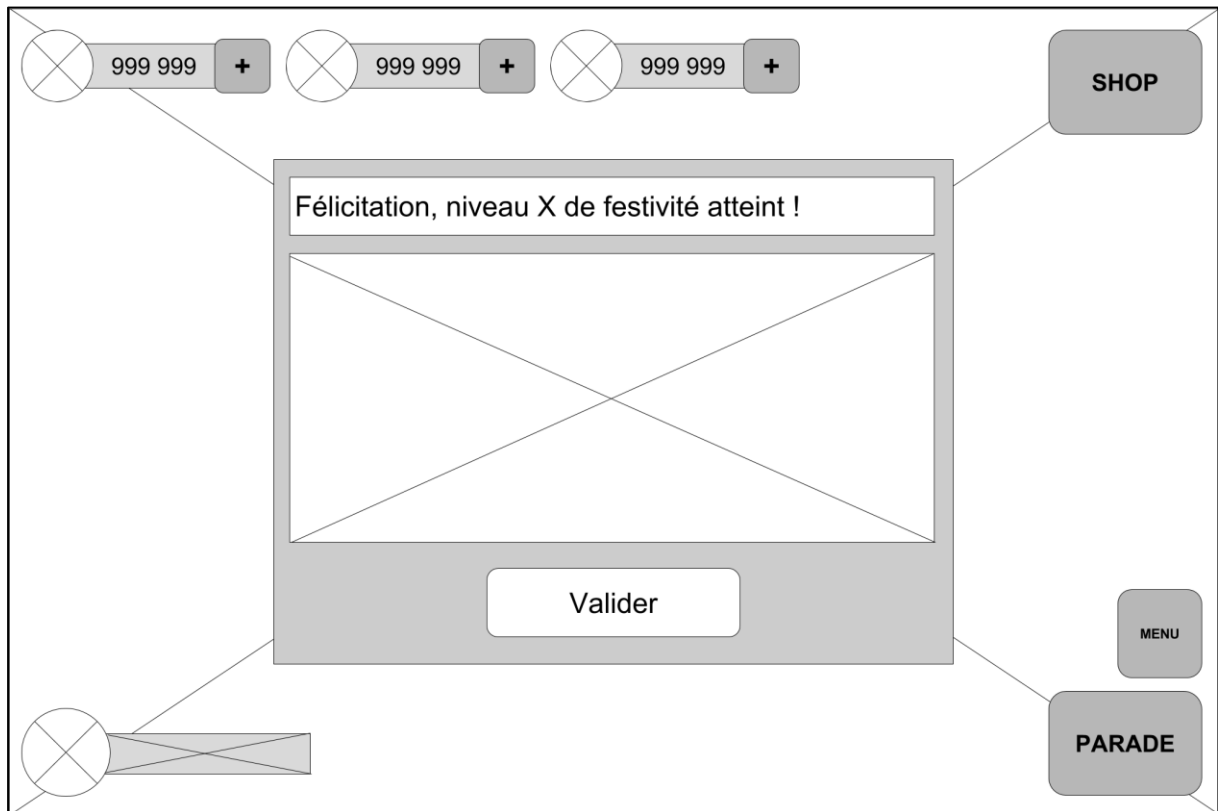 999 999 + 999 999 + 999 999 +
SHOP
Félicitation, niveau X de festivité atteint !
Valider
MENU
PARADE